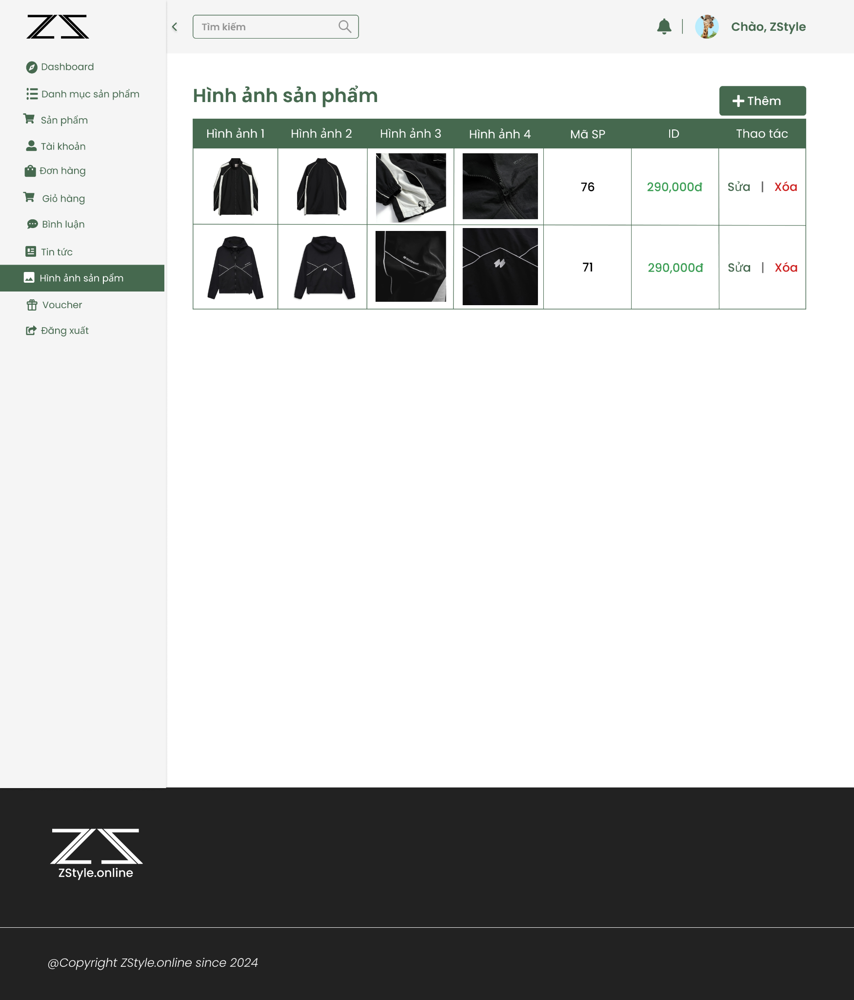 ZS
Tìm kiếm
Chào, ZStyle
Dashboard
Danh mục sản phẩm
Sản phẩm
Tài khoản
Đơn hàng
Giỏ hàng
Bình luận
Tin tức
Hình ảnh sản pẩm
Voucher
Đăng xuất
Hình ảnh sản phẩm
Thêm
Hình ảnh 1 Hình ảnh 2 Hình ảnh 3 Hình ảnh 4 Mã SP ID Thao tác
76 290,000đ Sửa | Xóa
71 290,000đ Sửa | Xóa
ZS
ZStyle.online
@Copyright ZStyle.online since 2024